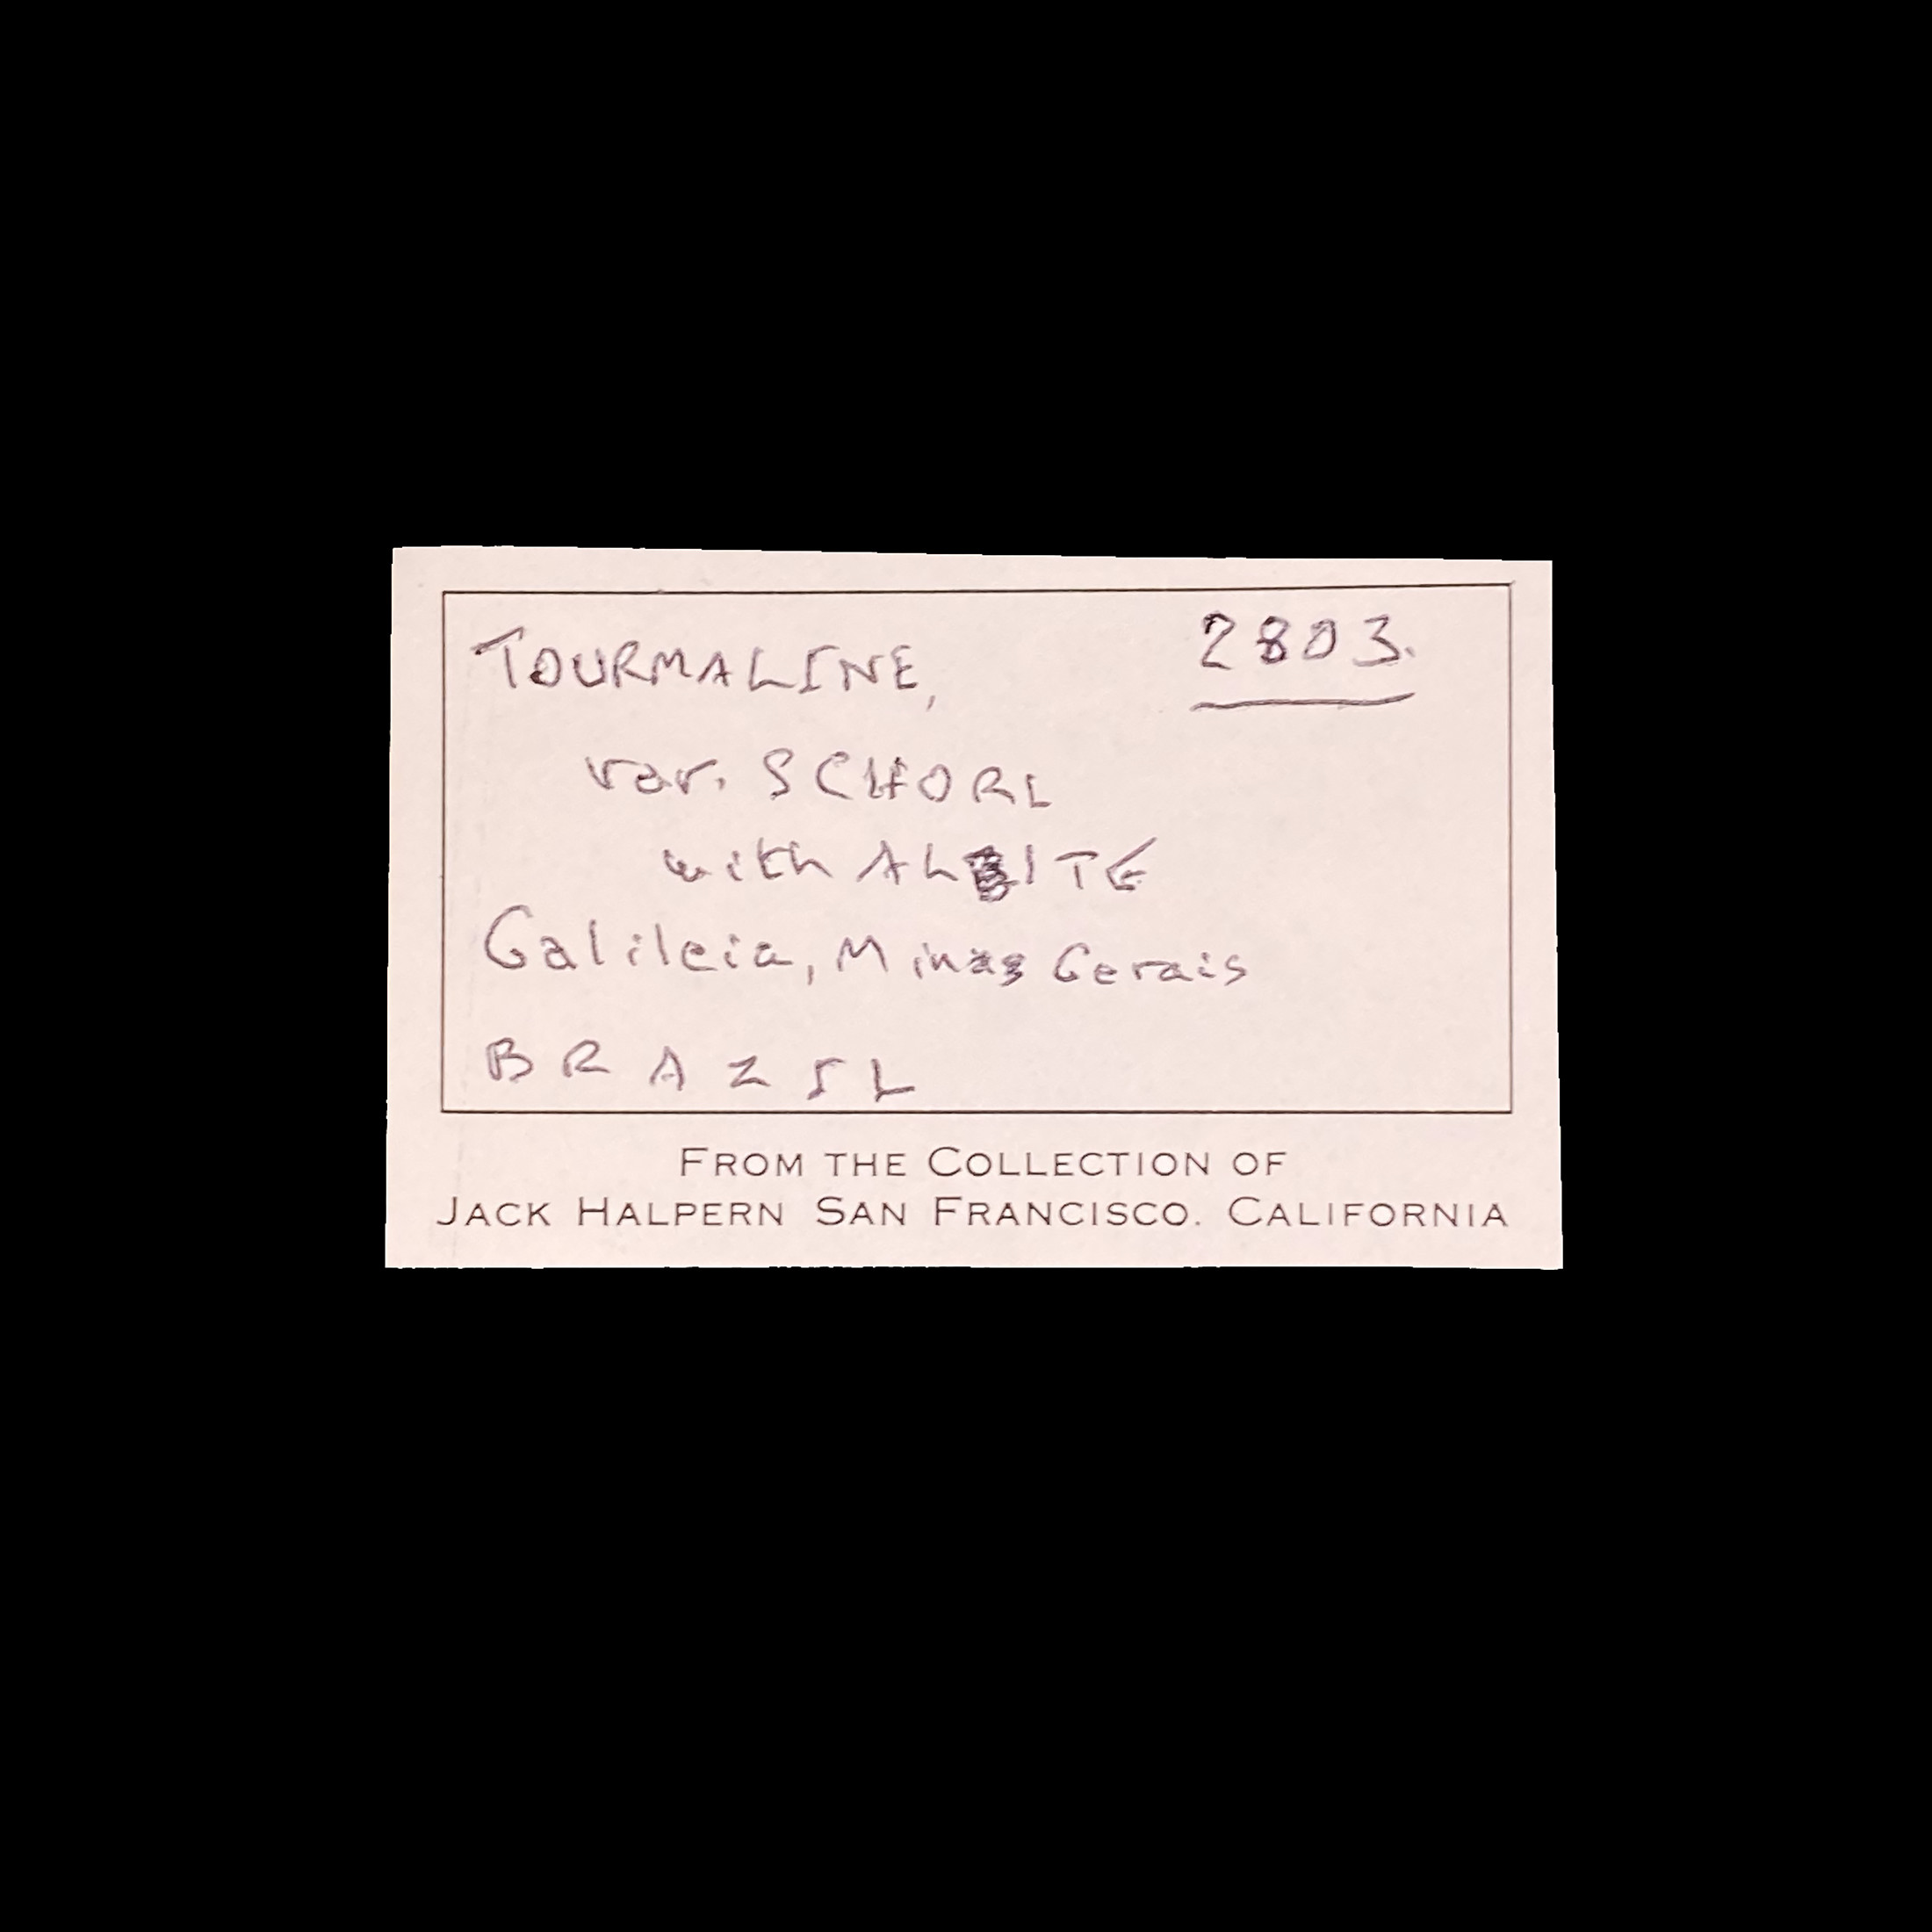 TOURMALINE, 2803.
var. SCHORL
with ALBITE
Galileia, Minas Gerais
BRAZIL
FROM THE COLLECTION OF
JACK HALPERN SAN FRANCISCO. CALIFORNIA